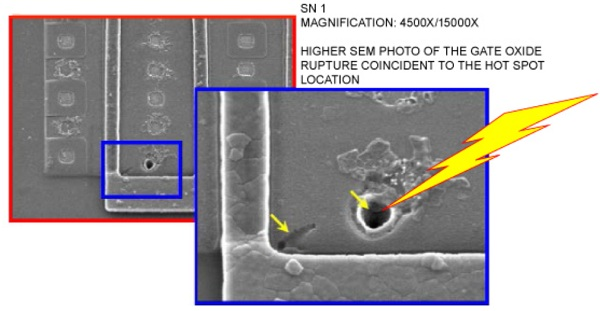 SN 1
MAGNIFICATION: 4500X/15000X
HIGHER SEM PHOTO OF THE GATE OXIDE
RUPTURE COINCIDENT TO THE HOT SPOT
LOCATION